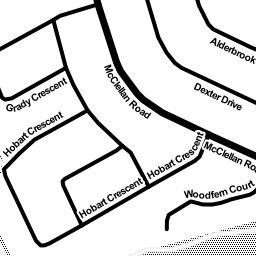 Alderbrook
Grady Crescent
McClellan Road
Dexter Drive
Hobart Crescent
Hobart Crescent
McClellan Ro
Hobart Crescent
Woodfern Court